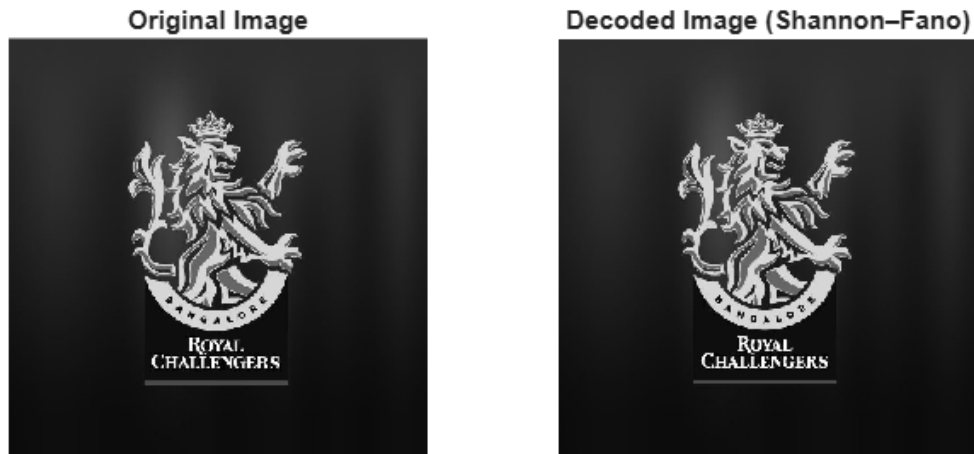 Original Image
Decoded Image (Shannon–Fano)
BANGALORE
ROYAL
CHALLENGERS
BANGALORE
ROYAL
CHALLENGERS